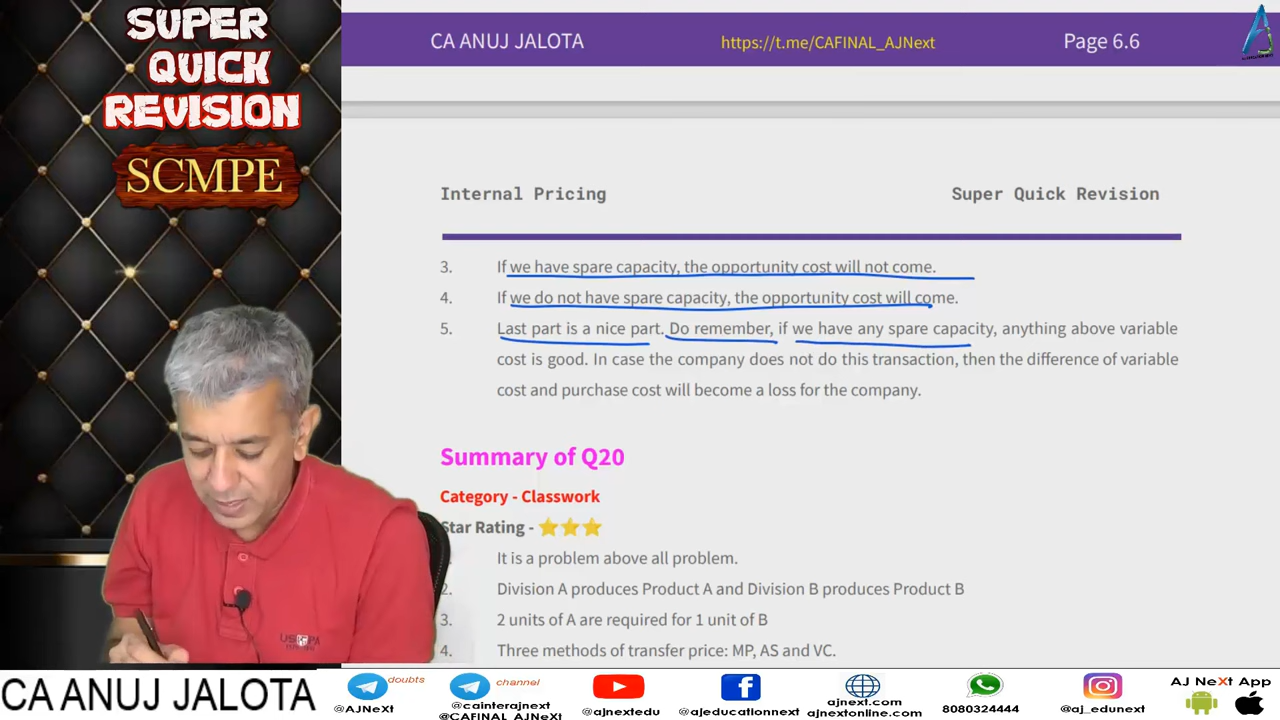 SUPER
QUICK
REVISION
SCMPE
CA ANUJ JALOTA
https://t.me/CAFINAL_AJNext
Page 6.6
Internal Pricing
Super Quick Revision
3. If we have spare capacity, the opportunity cost will not come.
4. If we do not have spare capacity, the opportunity cost will come.
5. Last part is a nice part. Do remember, if we have any spare capacity, anything above variable
cost is good. In case the company does not do this transaction, then the difference of variable
cost and purchase cost will become a loss for the company.
Summary of Q20
Category - Classwork
Star Rating - ⭐⭐⭐
It is a problem above all problem.
2. Division A produces Product A and Division B produces Product B
3. 2 units of A are required for 1 unit of B
4. Three methods of transfer price: MP, AS and VC.
CA ANUJ JALOTA
doubts
@AJNeXt
channel
@cainterajnext
@CAFINAL_AJNext
@ajnextedu
@ajeducationnext
ajnext.com
ajnextonline.com
8080324444
@aj_edunext
AJ NeXt App